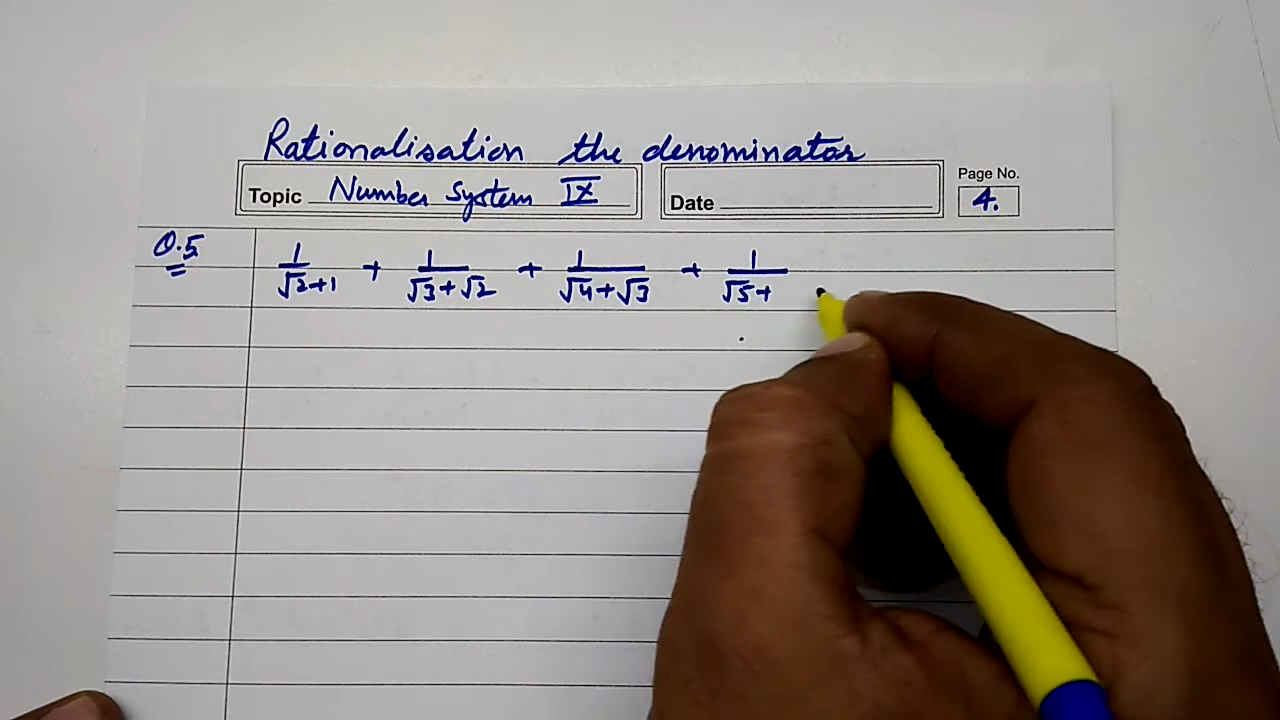 Rationalisation the denominator
Topic Number System IX Date Page No. 4.
Q.5 1/(√2+1) + 1/(√3+√2) + 1/(√4+√3) + 1/(√5+